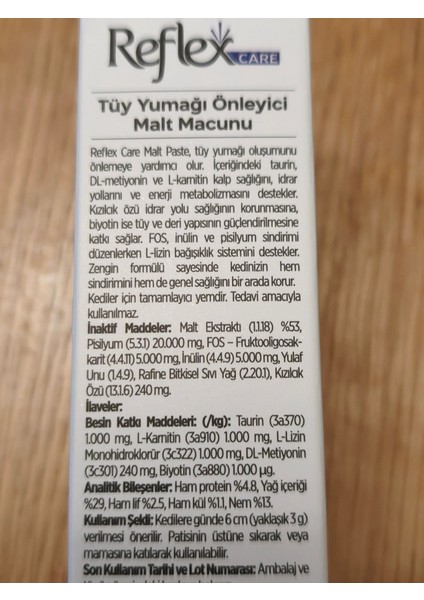 Reflex
CARE
Tüy Yumağı Önleyici
Malt Macunu
Reflex Care Malt Paste, tüy yumağı oluşumunu
önlemeye yardımcı olur. İçeriğindeki taurin,
DL-metiyonin ve L-karnitin kalp sağlığını, idrar
yollarını ve enerji metabolizmasını destekler.
Kızılcık özü idrar yolu sağlığının korunmasına,
biyotin ise tüy ve deri yapısının güçlendirilmesine
katkı sağlar. FOS, inülin ve pisilyum sindirimi
düzenlerken L-lizin bağışıklık sistemini destekler.
Zengin formülü sayesinde kedinizin hem
sindirimini hem de genel sağlığını bir arada korur.
Kediler için tamamlayıcı yemdir. Tedavi amacıyla
kullanılmaz.
İnaktif Maddeler: Malt Ekstraktı (1.1.18) %53,
Pisilyum (5.3.1) 20.000 mg, FOS – Fruktooligosak-
karit (4.4.11) 5.000 mg, İnülin (4.4.9) 5.000 mg, Yulaf
Unu (1.4.9), Rafine Bitkisel Sıvı Yağ (2.20.1), Kızılcık
Özü (13.1.6) 240 mg.
İlaveler:
Besin Katkı Maddeleri: (/kg): Taurin (3a370)
1.000 mg, L-Karnitin (3a910) 1.000 mg, L-Lizin
Monohidroklorür (3c322) 1.000 mg, DL-Metiyonin
(3c301) 240 mg, Biyotin (3a880) 1.000 µg.
Analitik Bileşenler: Ham protein %4.8, Yağ içeriği
%29, Ham lif %2.5, Ham kül %1.1, Nem %13.
Kullanım Şekli: Kedilere günde 6 cm (yaklaşık 3 g)
verilmesi önerilir. Patisinin üstüne sıkarak veya
mamasına katılarak kullanılabilir.
Son Kullanım Tarihi ve Lot Numarası: Ambalaj ve